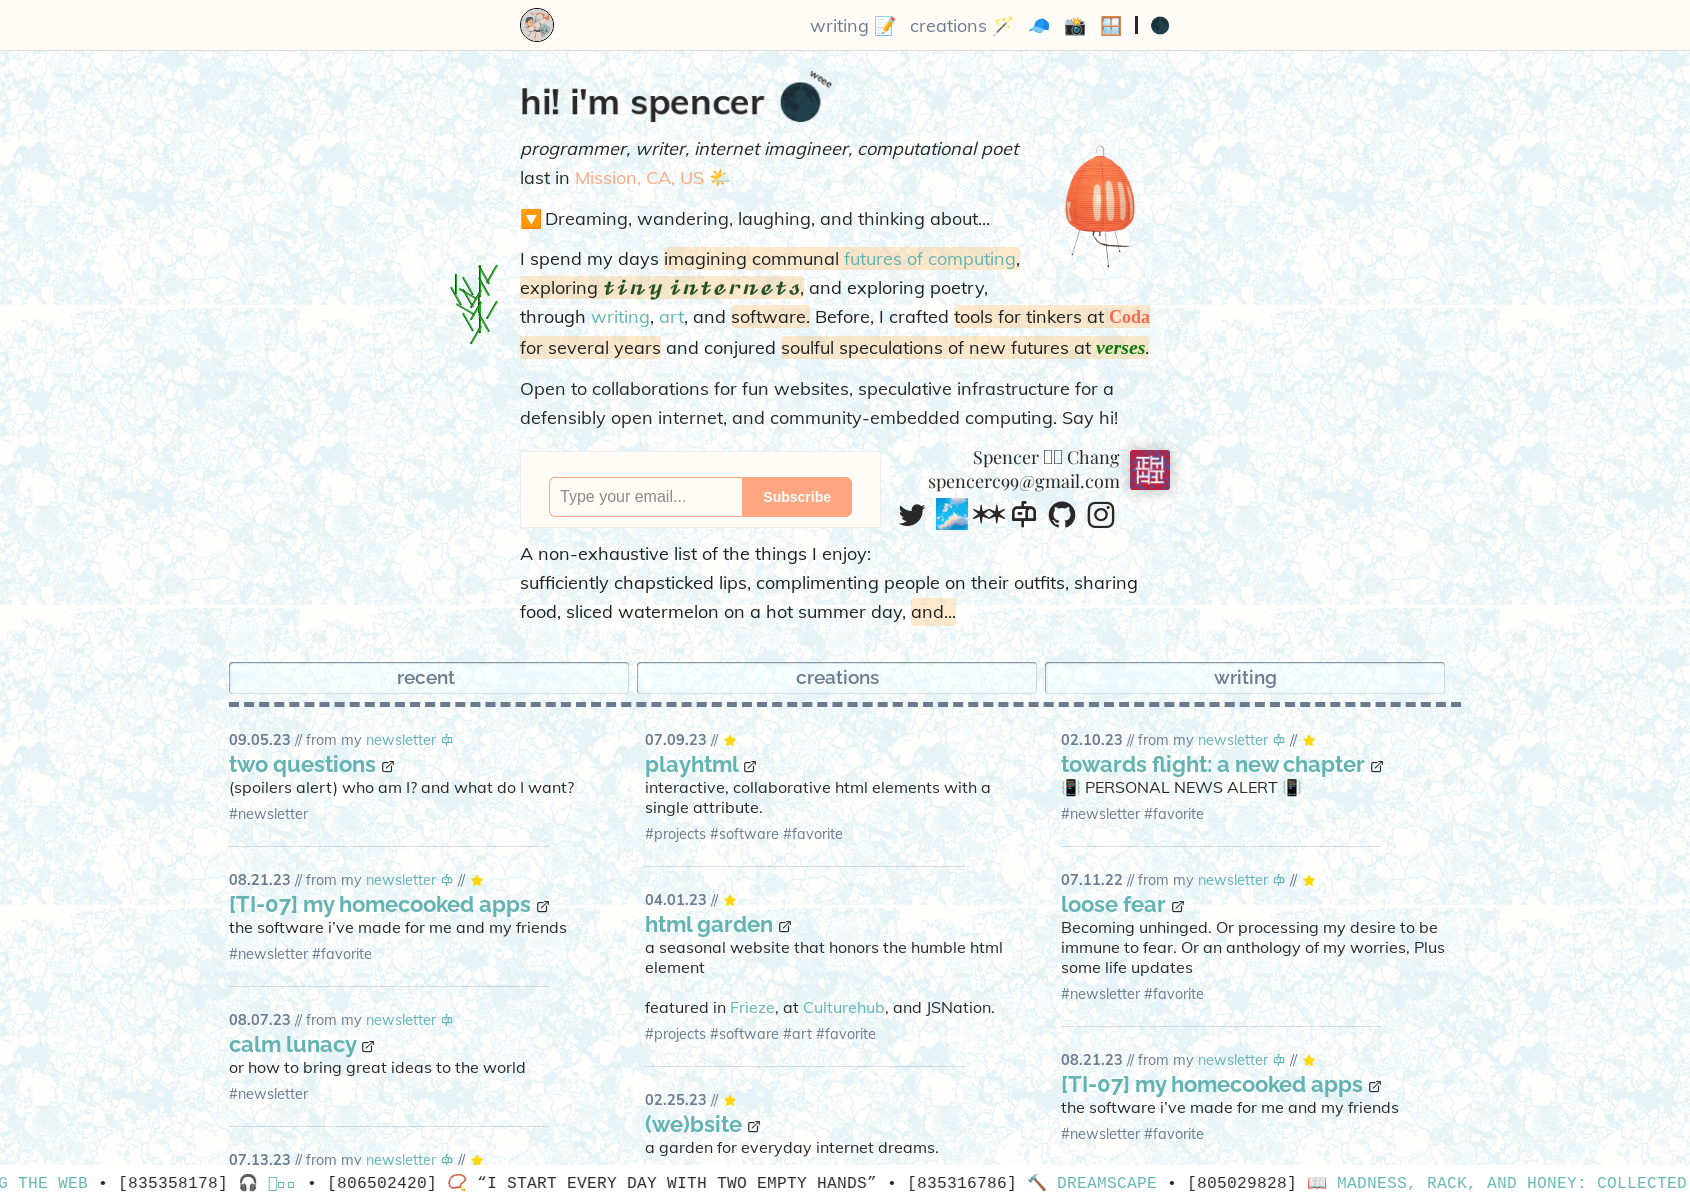 writing 📝 creations 🪄 🧢 📸 🪟 | 🌑
hi! i'm spencer
weee
programmer, writer, internet imagineer, computational poet
last in Mission, CA, US 🌤️
🔽 Dreaming, wandering, laughing, and thinking about...
I spend my days imagining communal futures of computing,
exploring tiny internets, and exploring poetry,
through writing, art, and software. Before, I crafted tools for tinkers at Coda
for several years and conjured soulful speculations of new futures at verses.
Open to collaborations for fun websites, speculative infrastructure for a
defensibly open internet, and community-embedded computing. Say hi!
Type your email...
Subscribe
Spencer Chang
spencerc99@gmail.com
A non-exhaustive list of the things I enjoy:
sufficiently chapsticked lips, complimenting people on their outfits, sharing
food, sliced watermelon on a hot summer day, and...
recent
creations
writing
09.05.23 // from my newsletter
two questions
(spoilers alert) who am I? and what do I want?
#newsletter
08.21.23 // from my newsletter // ⭐
[TI-07] my homecooked apps
the software i've made for me and my friends
#newsletter #favorite
08.07.23 // from my newsletter
calm lunacy
or how to bring great ideas to the world
#newsletter
07.13.23 // from my newsletter // ⭐
07.09.23 // ⭐
playhtml
interactive, collaborative html elements with a
single attribute.
#projects #software #favorite
04.01.23 // ⭐
html garden
a seasonal website that honors the humble html
element
featured in Frieze, at Culturehub, and JSNation.
#projects #software #art #favorite
02.25.23 // ⭐
(we)bsite
a garden for everyday internet dreams.
02.10.23 // from my newsletter // ⭐
towards flight: a new chapter
📳 PERSONAL NEWS ALERT 📳
#newsletter #favorite
07.11.22 // from my newsletter // ⭐
loose fear
Becoming unhinged. Or processing my desire to be
immune to fear. Or an anthology of my worries, Plus
some life updates
#newsletter #favorite
08.21.23 // from my newsletter // ⭐
[TI-07] my homecooked apps
the software i've made for me and my friends
#newsletter #favorite
G THE WEB • [835358178] 🎧 • [806502420] 📿 “I START EVERY DAY WITH TWO EMPTY HANDS” • [835316786] 🔨 DREAMSCAPE • [805029828] 📖 MADNESS, RACK, AND HONEY: COLLECTED